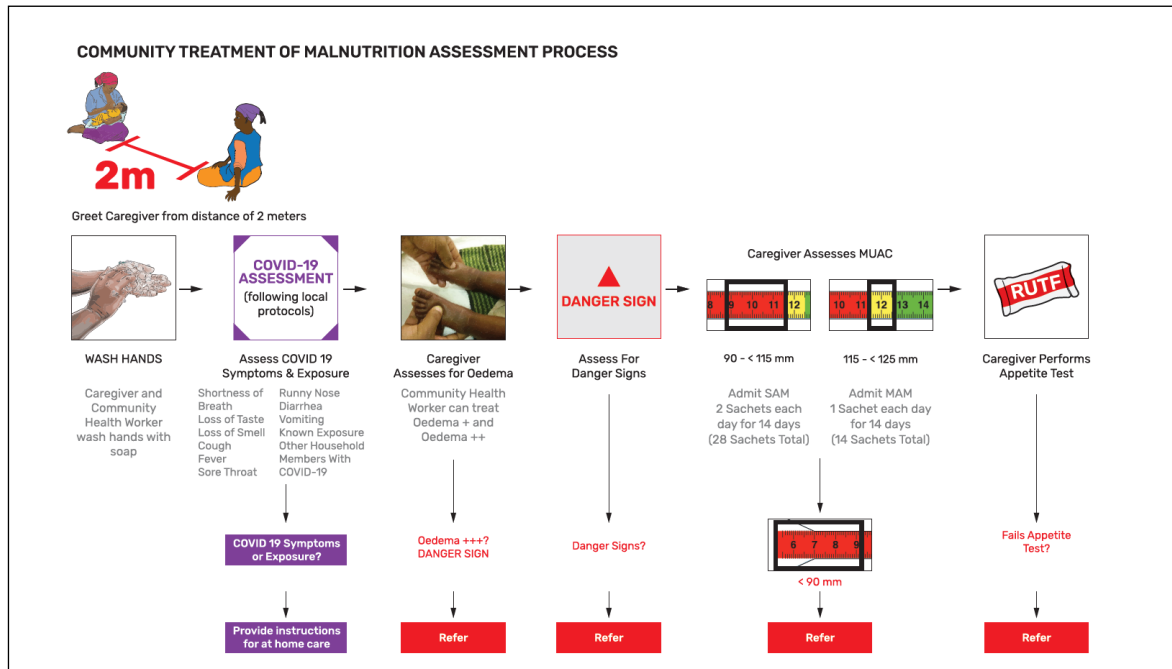 COMMUNITY TREATMENT OF MALNUTRITION ASSESSMENT PROCESS
2m
Greet Caregiver from distance of 2 meters
WASH HANDS
Caregiver and
Community
Health Worker
wash hands with
soap
COVID-19
ASSESSMENT
(following local
protocols)
Assess COVID 19
Symptoms & Exposure
Shortness of
Breath
Loss of Taste
Loss of Smell
Cough
Fever
Sore Throat
Runny Nose
Diarrhea
Vomiting
Known Exposure
Other Household
Members With
COVID-19
COVID 19 Symptoms
or Exposure?
Provide instructions
for at home care
Caregiver
Assesses for Oedema
Community Health
Worker can treat
Oedema + and
Oedema ++
Oedema +++?
DANGER SIGN
Refer
DANGER SIGN
Assess For
Danger Signs
Danger Signs?
Refer
Caregiver Assesses MUAC
8 9 10 11 12
90 - < 115 mm
Admit SAM
2 Sachets each
day for 14 days
(28 Sachets Total)
10 11 12 13 14
115 - < 125 mm
Admit MAM
1 Sachet each day
for 14 days
(14 Sachets Total)
6 7 8 9
< 90 mm
Refer
RUTF
Caregiver Performs
Appetite Test
Fails Appetite
Test?
Refer